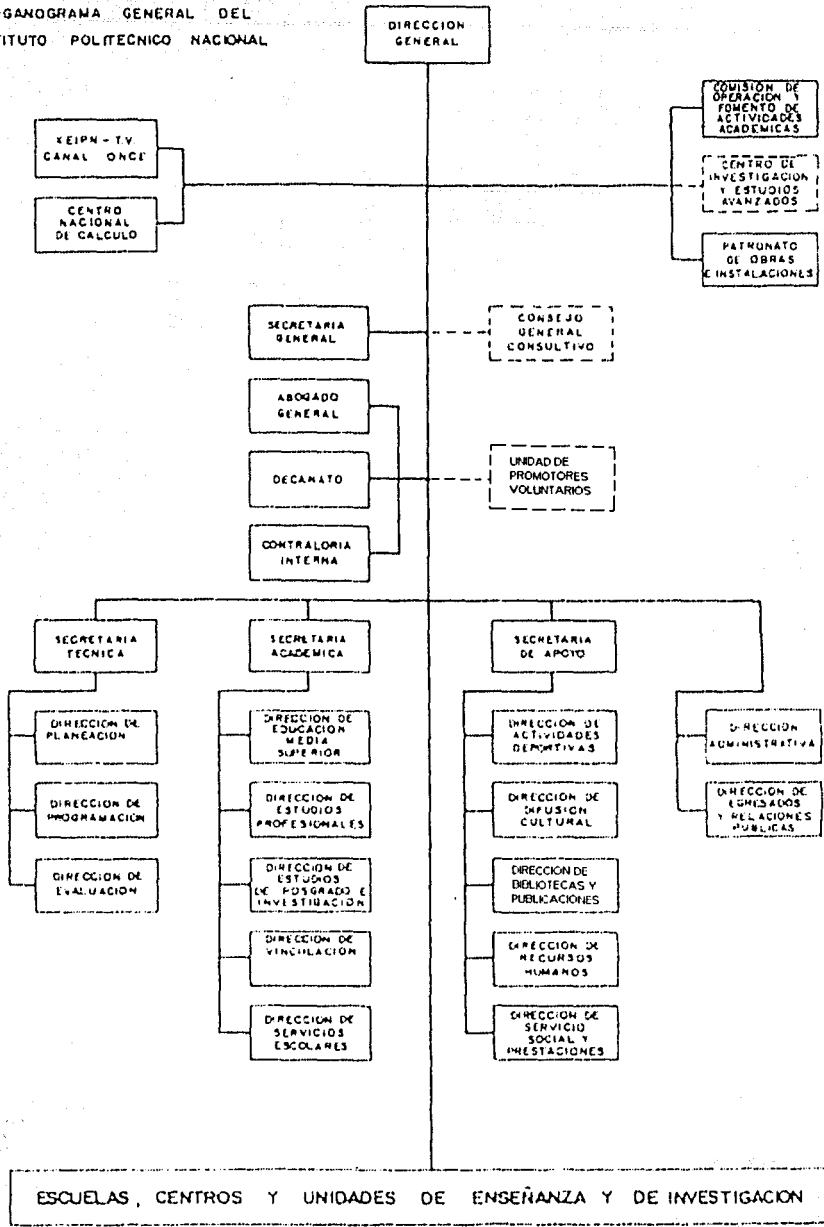 GANOGRAMA GENERAL DEL
TITUTO POLITECNICO NACIONAL
DIRECCION
GENERAL
XEIPN - T.V.
CANAL ONCE
CENTRO
NACIONAL
DE CALCULO
COMISION DE
OPERACION Y
FOMENTO DE
ACTIVIDADES
ACADEMICAS
CENTRO DE
INVESTIGACION
Y ESTUDIOS
AVANZADOS
PATRONATO
DE OBRAS
E INSTALACIONES
SECRETARIA
GENERAL
CONSEJO
GENERAL
CONSULTIVO
ABOGADO
GENERAL
DECANATO
UNIDAD DE
PROMOTORES
VOLUNTARIOS
CONTRALORIA
INTERNA
SECRETARIA
TECNICA
SECRETARIA
ACADEMICA
SECRETARIA
DE APOYO
DIRECCION DE
PLANEACION
DIRECCION DE
PROGRAMACION
DIRECCION DE
EVALUACION
DIRECCION DE
EDUCACION
MEDIA
SUPERIOR
DIRECCION DE
ESTUDIOS
PROFESIONALES
DIRECCION DE
ESTUDIOS
DE POSGRADO E
INVESTIGACION
DIRECCION DE
VINCULACION
DIRECCION DE
SERVICIOS
ESCOLARES
DIRECCION DE
ACTIVIDADES
DEPORTIVAS
DIRECCION DE
DIFUSION
CULTURAL
DIRECCION DE
BIBLIOTECAS Y
PUBLICACIONES
DIRECCION DE
RECURSOS
HUMANOS
DIRECCION DE
SERVICIO
SOCIAL Y
PRESTACIONES
DIRECCION
ADMINISTRATIVA
DIRECCION DE
EGRESADOS
Y RELACIONES
PUBLICAS
ESCUELAS, CENTROS Y UNIDADES DE ENSEÑANZA Y DE INVESTIGACION